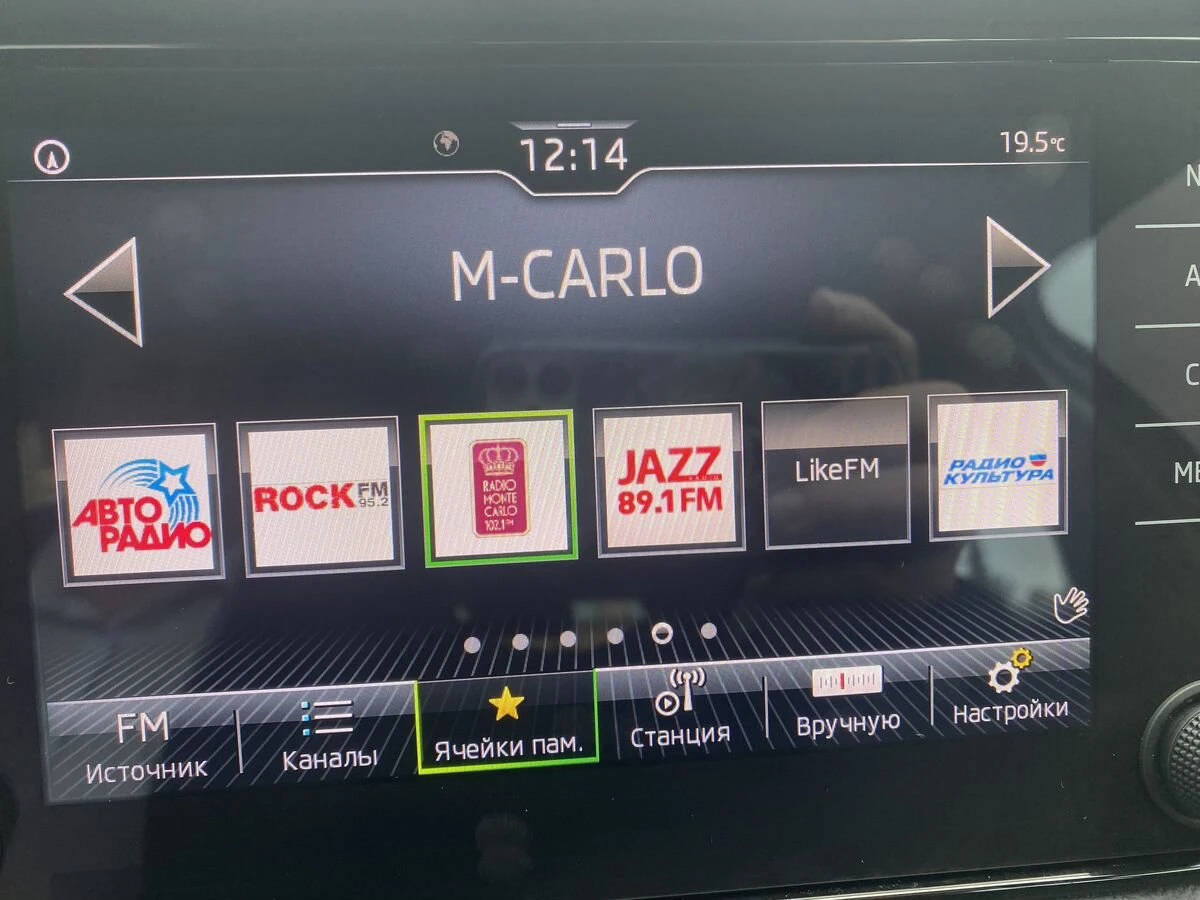 12:14
19.5°C
M-CARLO
АВТО
РАДИО
ROCK FM
95.2
RADIO
MONTE
CARLO
102.1 FM
JAZZ
89.1 FM
LikeFM
РАДИО
КУЛЬТУРА
FM
Источник
Каналы
Ячейки пам.
Станция
Вручную
Настройки
N
A
C
ME